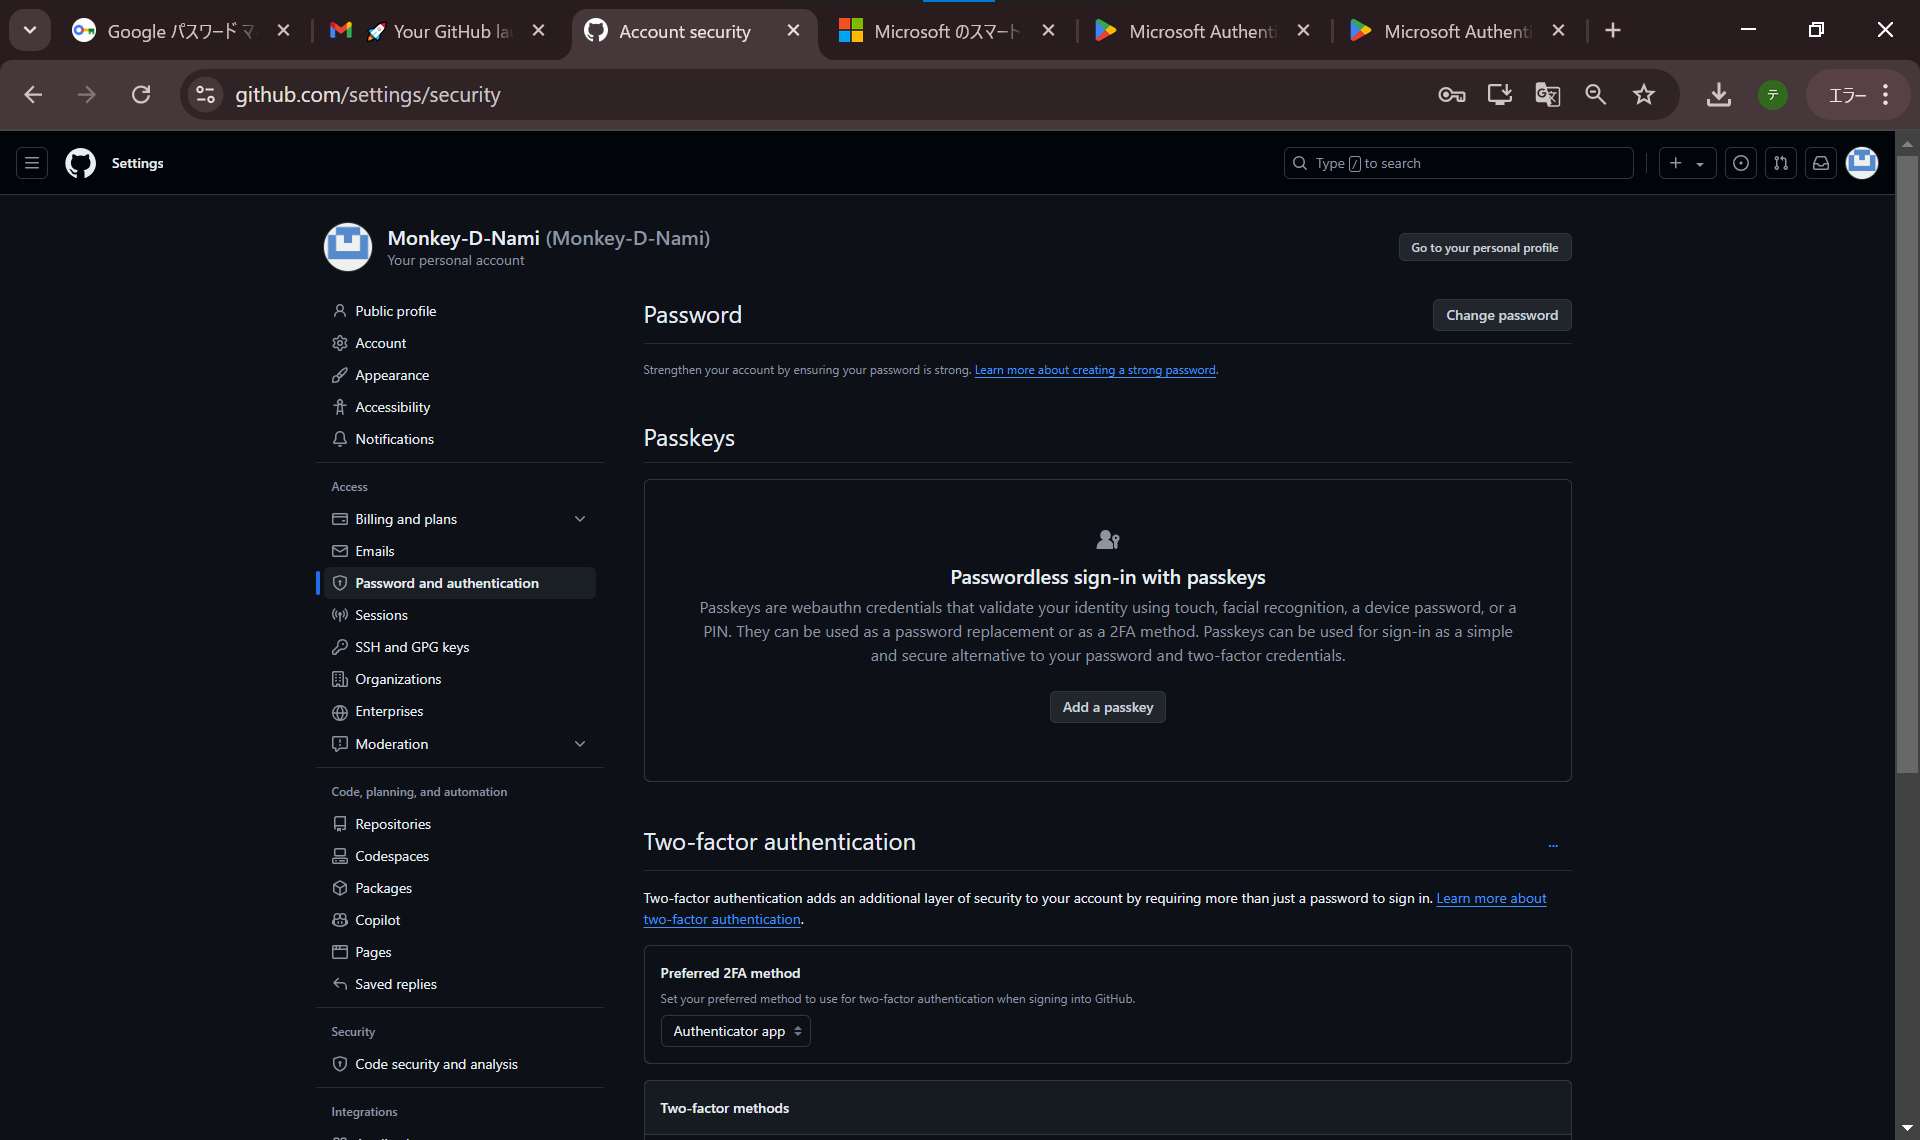 Google パスワード マ
🚀 Your GitHub la
Account security
Microsoft のスマート
Microsoft Authenti
Microsoft Authenti
github.com/settings/security
テ
エラー
Settings
Type / to search
Monkey-D-Nami (Monkey-D-Nami)
Your personal account
Go to your personal profile
Public profile
Account
Appearance
Accessibility
Notifications
Access
Billing and plans
Emails
Password and authentication
Sessions
SSH and GPG keys
Organizations
Enterprises
Moderation
Code, planning, and automation
Repositories
Codespaces
Packages
Copilot
Pages
Saved replies
Security
Code security and analysis
Integrations
Password
Change password
Strengthen your account by ensuring your password is strong. Learn more about creating a strong password.
Passkeys
Passwordless sign-in with passkeys
Passkeys are webauthn credentials that validate your identity using touch, facial recognition, a device password, or a
PIN. They can be used as a password replacement or as a 2FA method. Passkeys can be used for sign-in as a simple
and secure alternative to your password and two-factor credentials.
Add a passkey
Two-factor authentication
...
Two-factor authentication adds an additional layer of security to your account by requiring more than just a password to sign in. Learn more about
two-factor authentication.
Preferred 2FA method
Set your preferred method to use for two-factor authentication when signing into GitHub.
Authenticator app
Two-factor methods